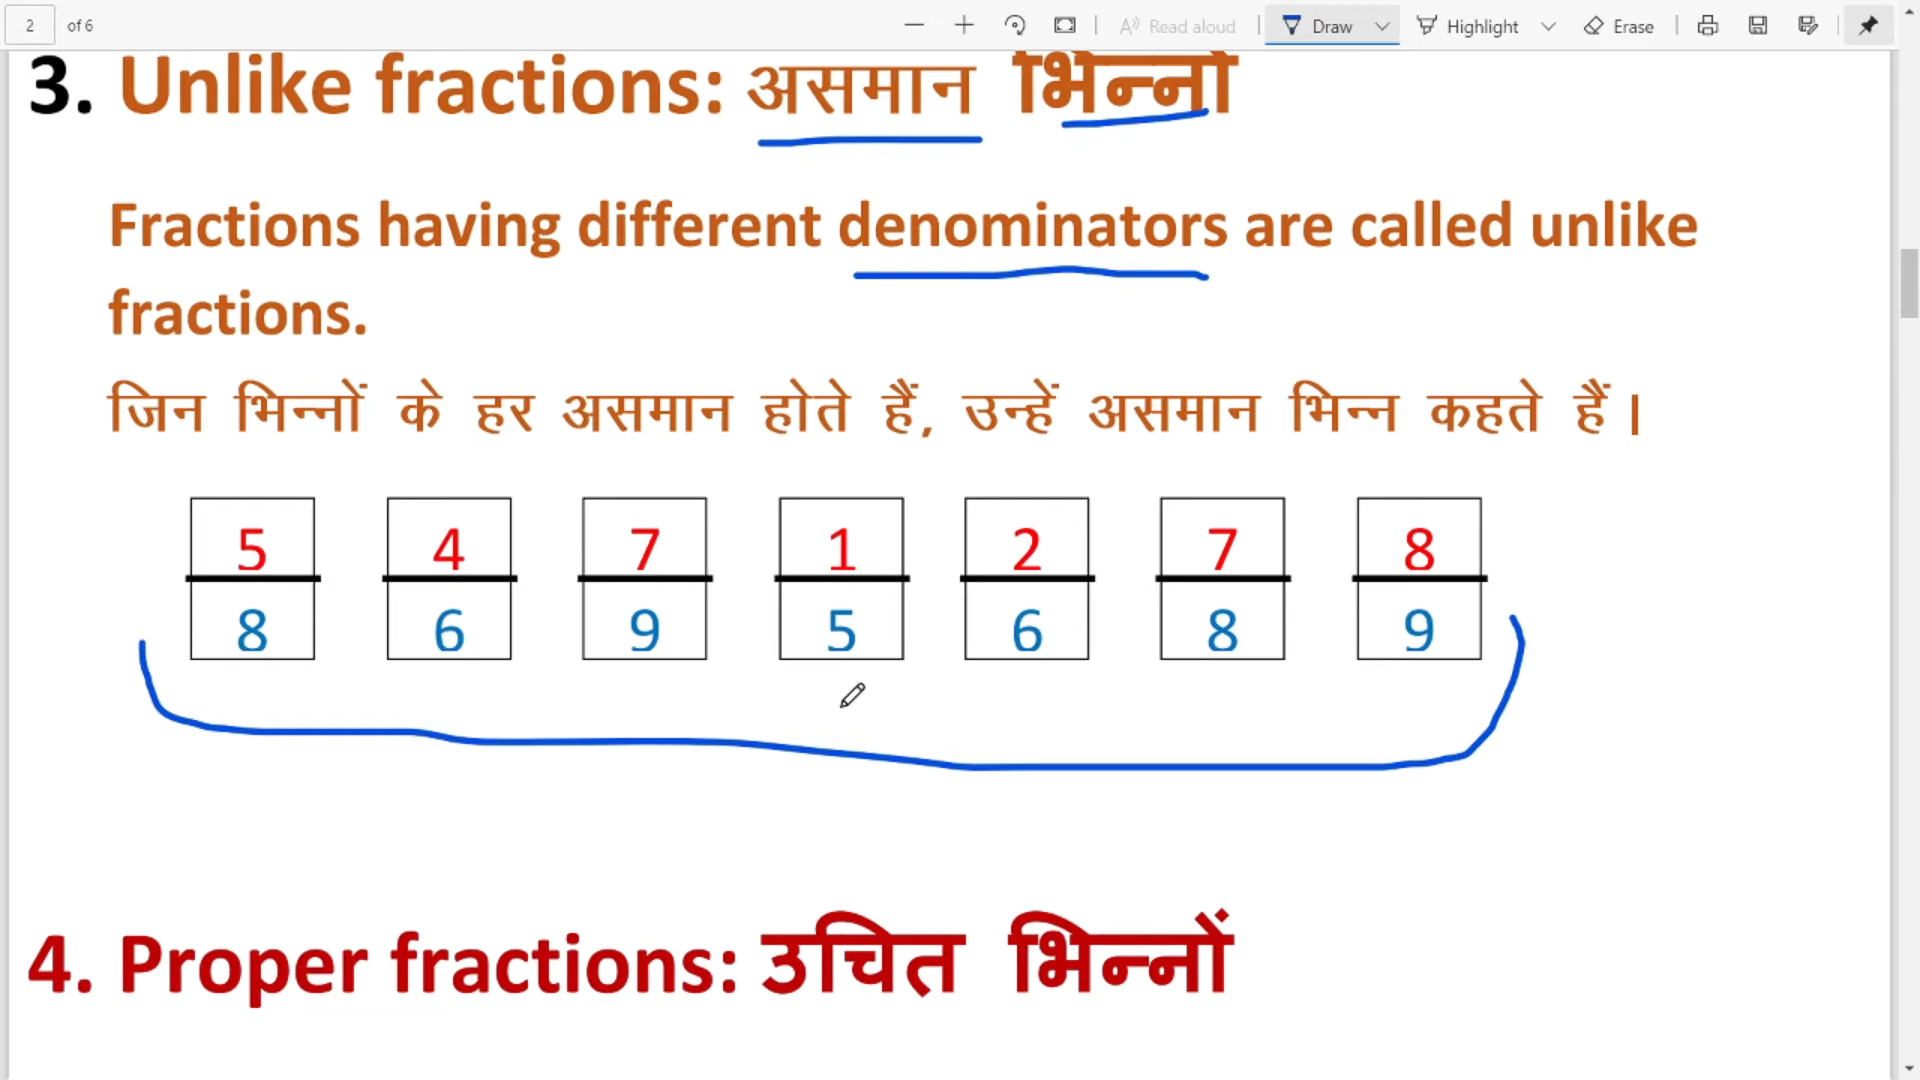 2 of 6 Read aloud Draw Highlight Erase
3. Unlike fractions: असमान भिन्नों
Fractions having different denominators are called unlike
fractions.
जिन भिन्नों के हर असमान होते हैं, उन्हें असमान भिन्न कहते हैं।
5 4 7 1 2 7 8
8 6 9 5 6 8 9
4. Proper fractions: उचित भिन्नों